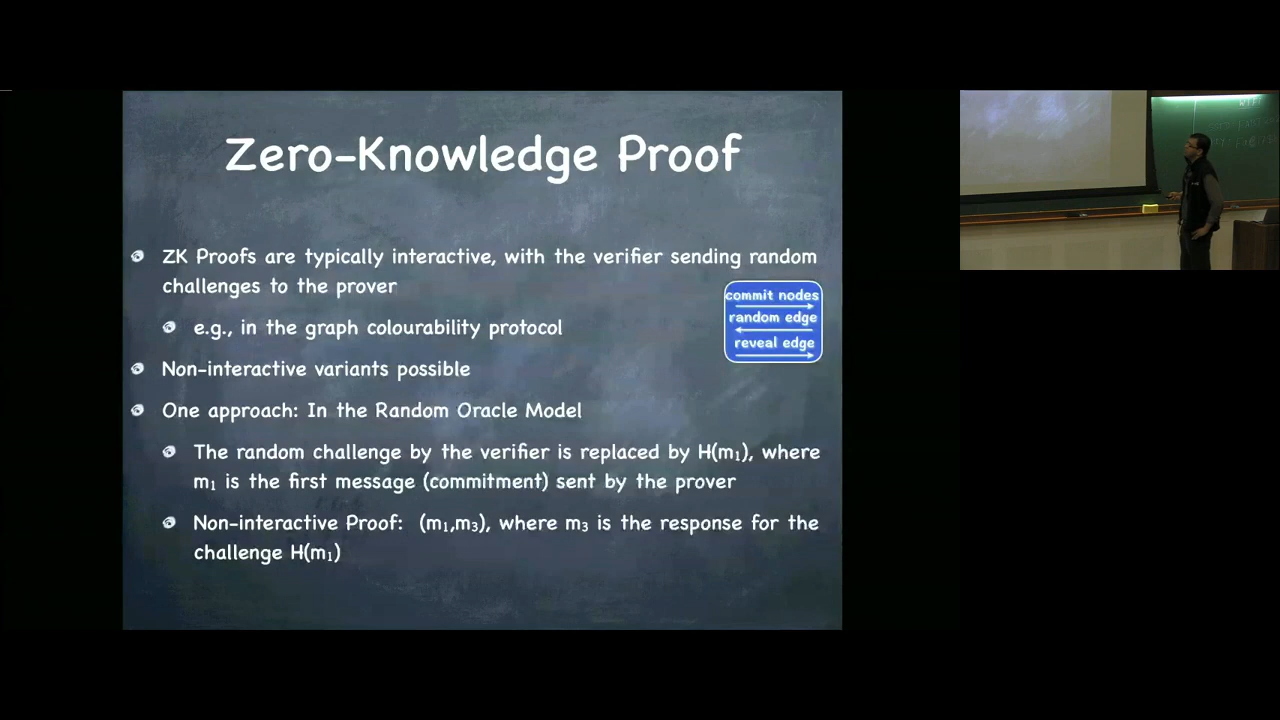 Zero-Knowledge Proof
ZK Proofs are typically interactive, with the verifier sending random
challenges to the prover
commit nodes
random edge
reveal edge
e.g., in the graph colourability protocol
Non-interactive variants possible
One approach: In the Random Oracle Model
The random challenge by the verifier is replaced by H(m₁), where
m₁ is the first message (commitment) sent by the prover
Non-interactive Proof: (m₁,m₃), where m₃ is the response for the
challenge H(m₁)